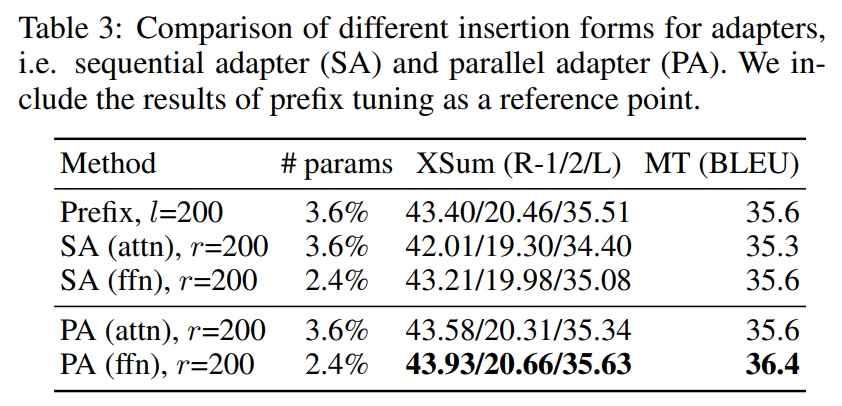 Table 3: Comparison of different insertion forms for adapters,
i.e. sequential adapter (SA) and parallel adapter (PA). We in-
clude the results of prefix tuning as a reference point.
Method # params XSum (R-1/2/L) MT (BLEU)
Prefix, l=200 3.6% 43.40/20.46/35.51 35.6
SA (attn), r=200 3.6% 42.01/19.30/34.40 35.3
SA (ffn), r=200 2.4% 43.21/19.98/35.08 35.6
PA (attn), r=200 3.6% 43.58/20.31/35.34 35.6
PA (ffn), r=200 2.4% 43.93/20.66/35.63 36.4